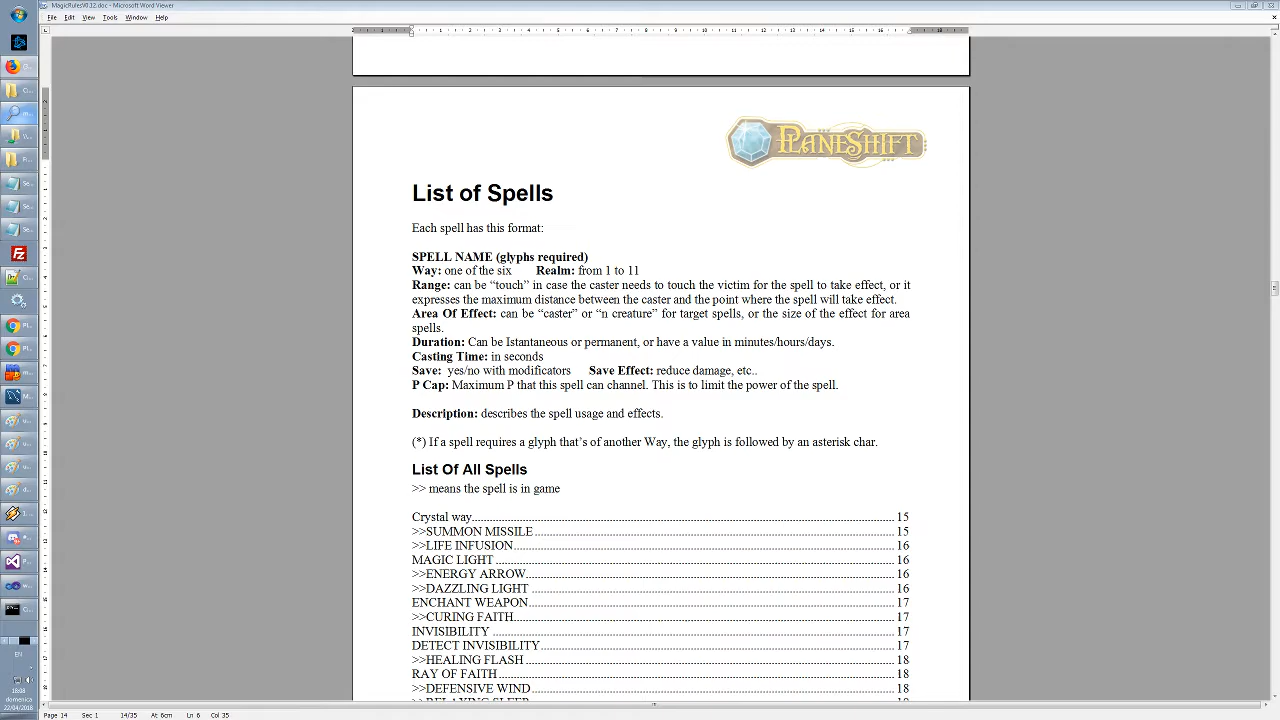 MagicRulesV0.12.doc - Microsoft Word Viewer
File Edit View Tools Window Help
PLANESHIFT
List of Spells
Each spell has this format:
SPELL NAME (glyphs required)
Way: one of the six Realm: from 1 to 11
Range: can be “touch” in case the caster needs to touch the victim for the spell to take effect, or it
expresses the maximum distance between the caster and the point where the spell will take effect.
Area Of Effect: can be “caster” or “n creature” for target spells, or the size of the effect for area
spells.
Duration: Can be Istantaneous or permanent, or have a value in minutes/hours/days.
Casting Time: in seconds
Save: yes/no with modificators Save Effect: reduce damage, etc..
P Cap: Maximum P that this spell can channel. This is to limit the power of the spell.
Description: describes the spell usage and effects.
(*) If a spell requires a glyph that’s of another Way, the glyph is followed by an asterisk char.
List Of All Spells
>> means the spell is in game
Crystal way 15
>>SUMMON MISSILE 15
>>LIFE INFUSION 16
MAGIC LIGHT 16
>>ENERGY ARROW 16
>>DAZZLING LIGHT 16
ENCHANT WEAPON 17
>>CURING FAITH 17
INVISIBILITY 17
DETECT INVISIBILITY 17
>>HEALING FLASH 18
RAY OF FAITH 18
>>DEFENSIVE WIND 18
EN
18:08
domenica
22/04/2018
Page 14 Sec 1 14/35 At 6cm Ln 6 Col 35